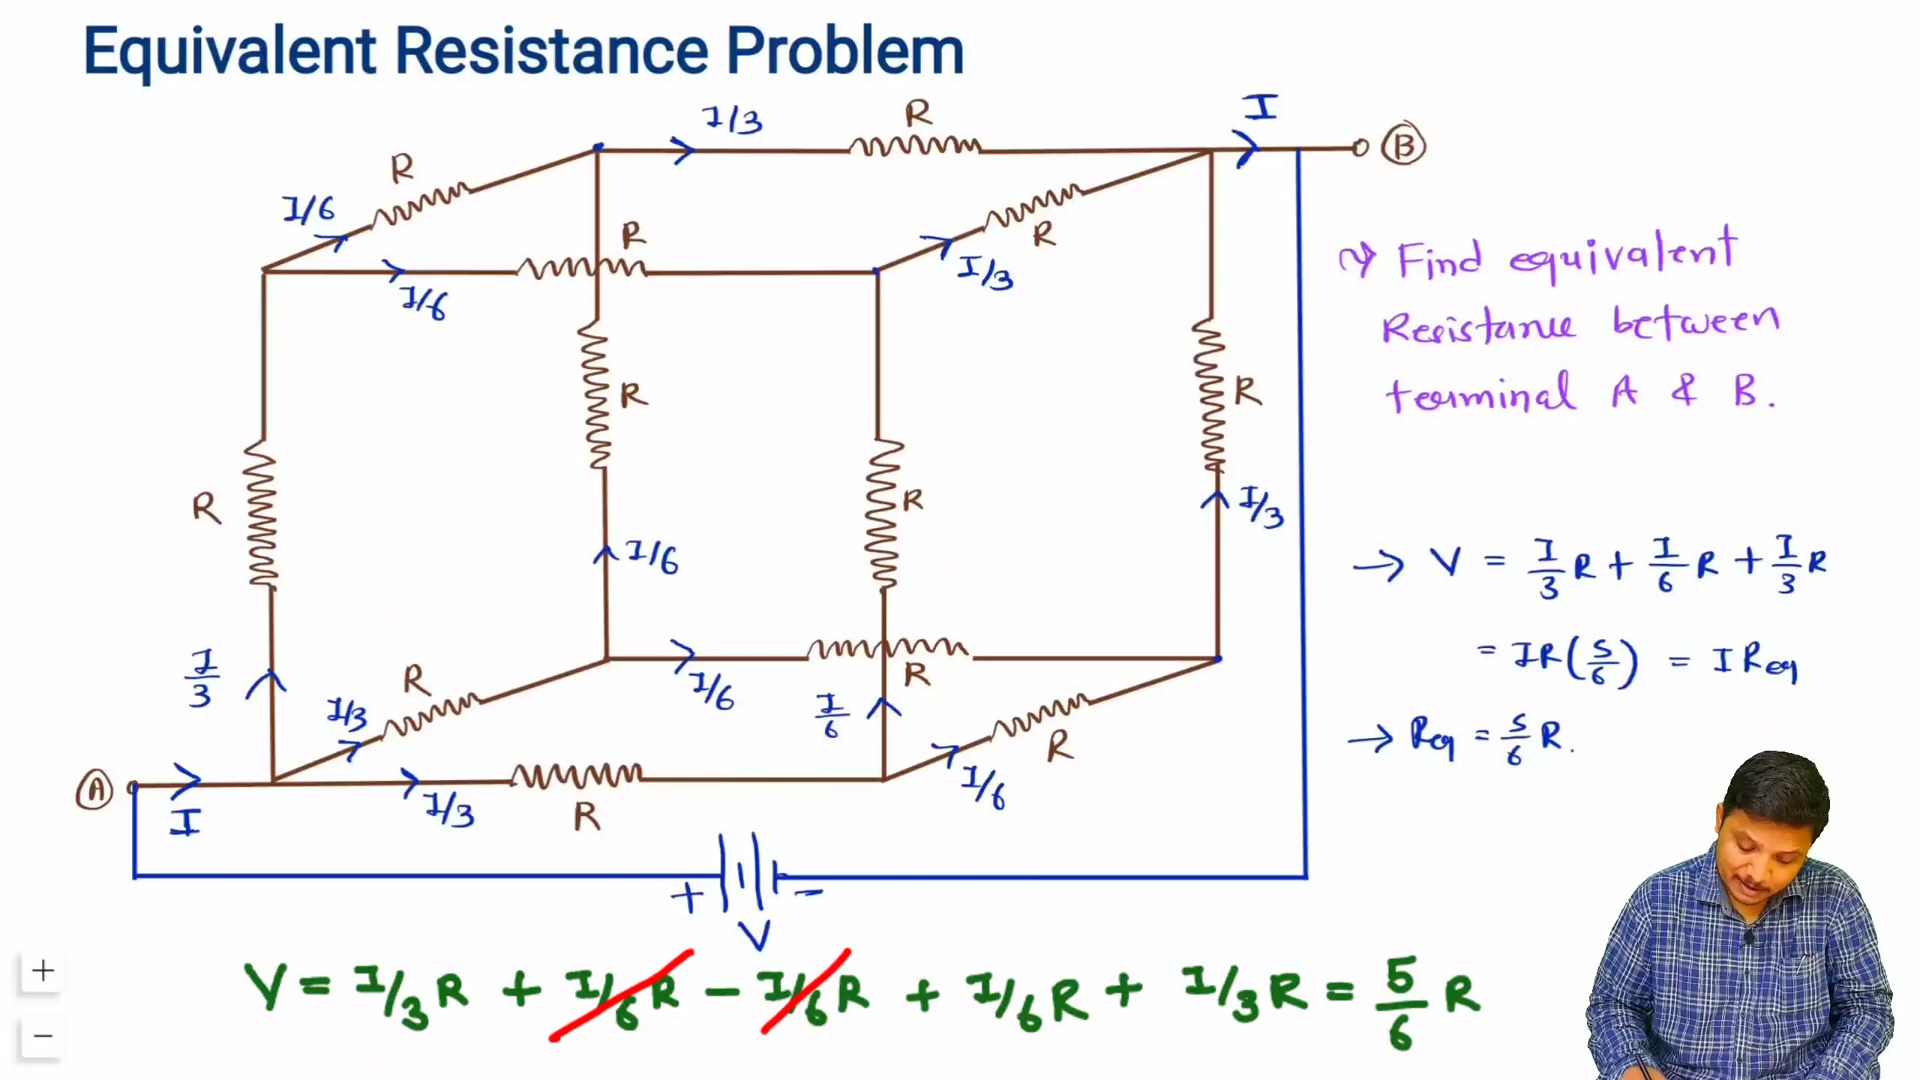 Equivalent Resistance Problem
I/3
R
I
B
R
I/6
R
R
I/3
I/6
Find equivalent
Resistance between
terminal A & B.
R
R
R
R
I/3
I/6
→ V = I/3 R + I/6 R + I/3 R
= IR(5/6) = I Req
→ Req = 5/6 R.
I/3
R
I/3
I/6
R
I/6
R
A
I
I/3
R
I/6
+ −
V
V = I/3 R + I/6 R − I/6 R + I/6 R + I/3 R = 5/6 R
+
−